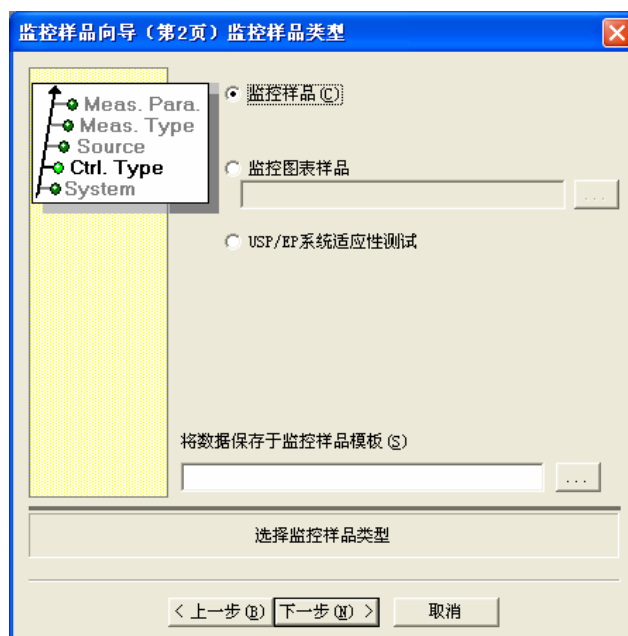 监控样品向导（第2页）监控样品类型
Meas. Para.
Meas. Type
Source
Ctrl. Type
System
监控样品(C)
监控图表样品
...
USP/EP系统适应性测试
将数据保存于监控样品模板(S)
...
选择监控样品类型
< 上一步(B) 下一步(N) > 取消